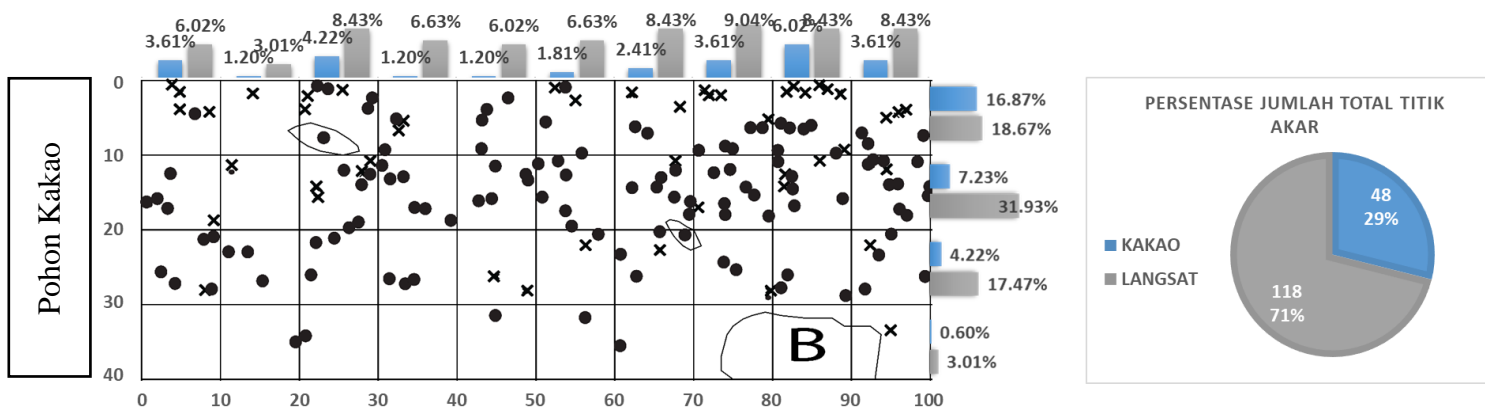 6.02% 8.43% 6.63% 6.02% 6.63% 8.43% 9.04% 8.43% 8.43%
3.61% 1.20% 3.01% 4.22% 1.20% 1.20% 1.81% 2.41% 3.61% 6.02% 3.61%
Pohon Kakao
0
10
20
30
40
0 10 20 30 40 50 60 70 80 90 100
B
16.87%
18.67%
7.23%
31.93%
4.22%
17.47%
0.60%
3.01%
PERSENTASE JUMLAH TOTAL TITIK
AKAR
KAKAO
LANGSAT
48
29%
118
71%